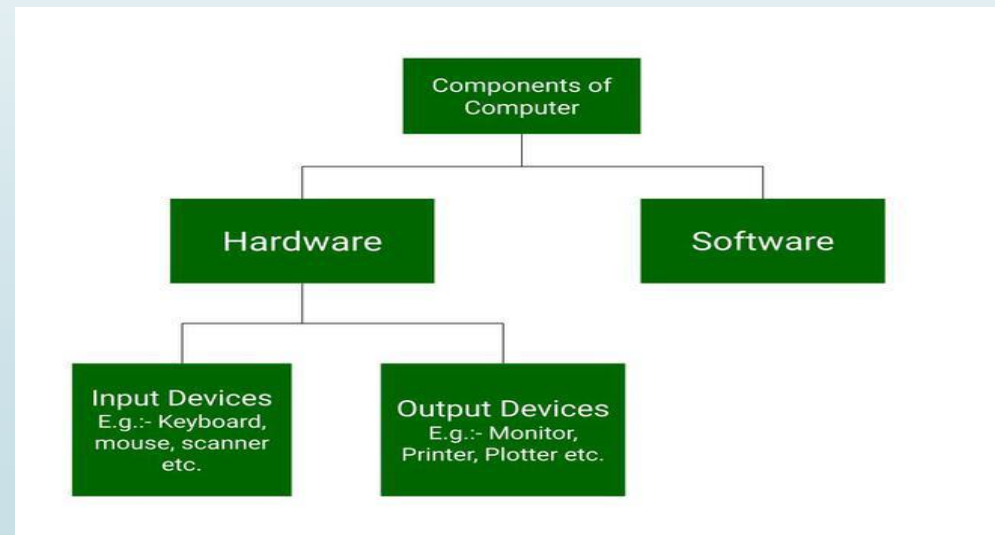 Components of
Computer
Hardware
Software
Input Devices
E.g.:- Keyboard,
mouse, scanner
etc.
Output Devices
E.g.:- Monitor,
Printer, Plotter etc.